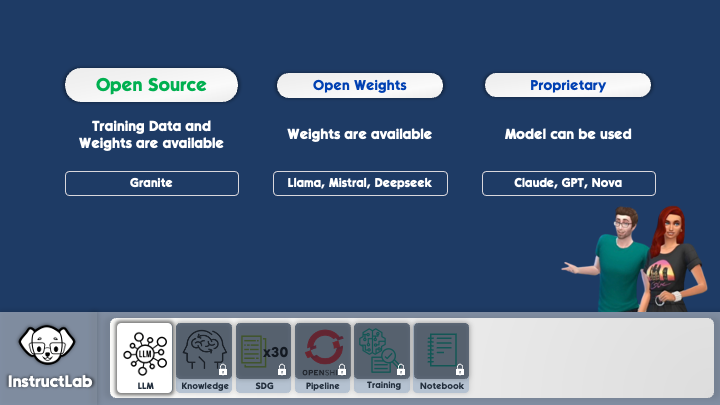 Open Source
Open Weights
Proprietary
Training Data and
Weights are available
Weights are available
Model can be used
Granite
Llama, Mistral, Deepseek
Claude, GPT, Nova
LLM
x30
OPENSH
InstructLab
LLM
Knowledge
SDG
Pipeline
Training
Notebook